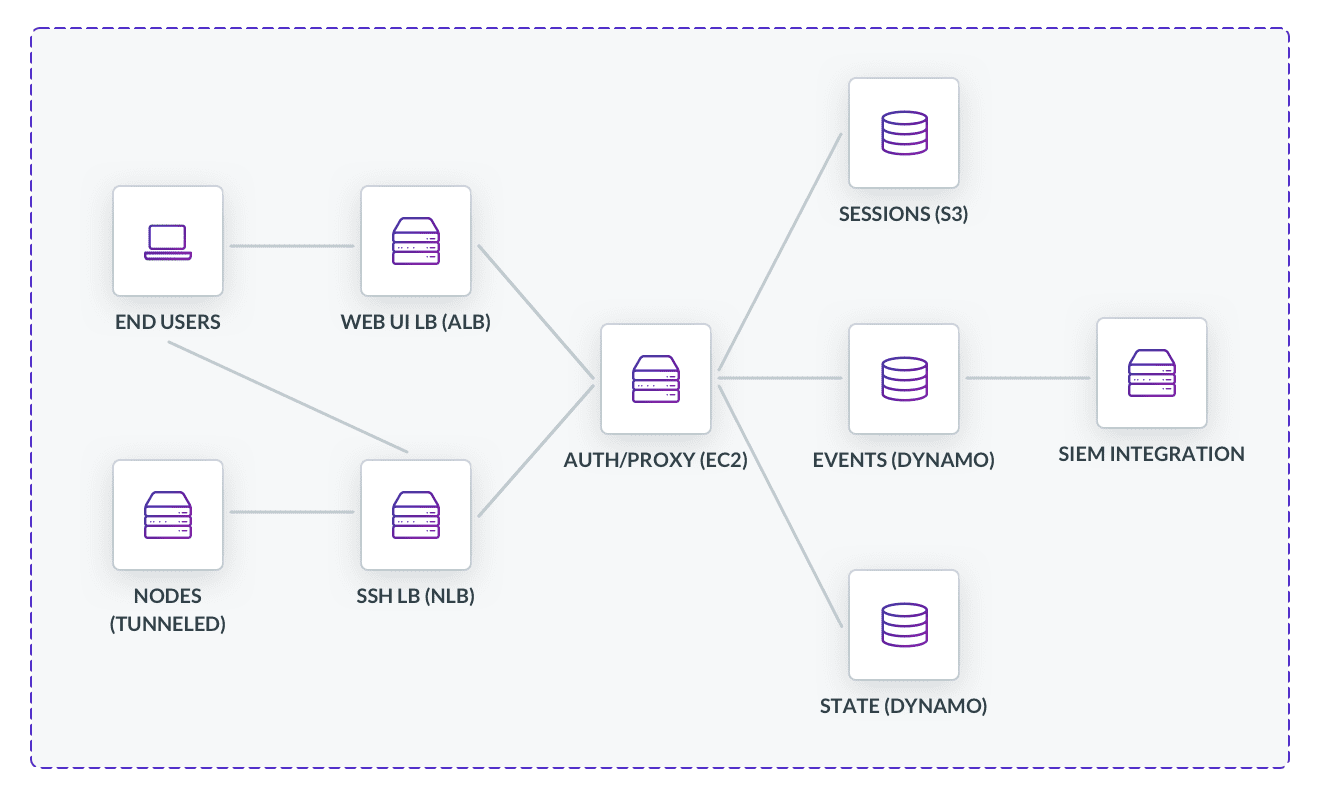 SESSIONS (S3)
END USERS
WEB UI LB (ALB)
AUTH/PROXY (EC2)
EVENTS (DYNAMO)
SIEM INTEGRATION
NODES
(TUNNELED)
SSH LB (NLB)
STATE (DYNAMO)